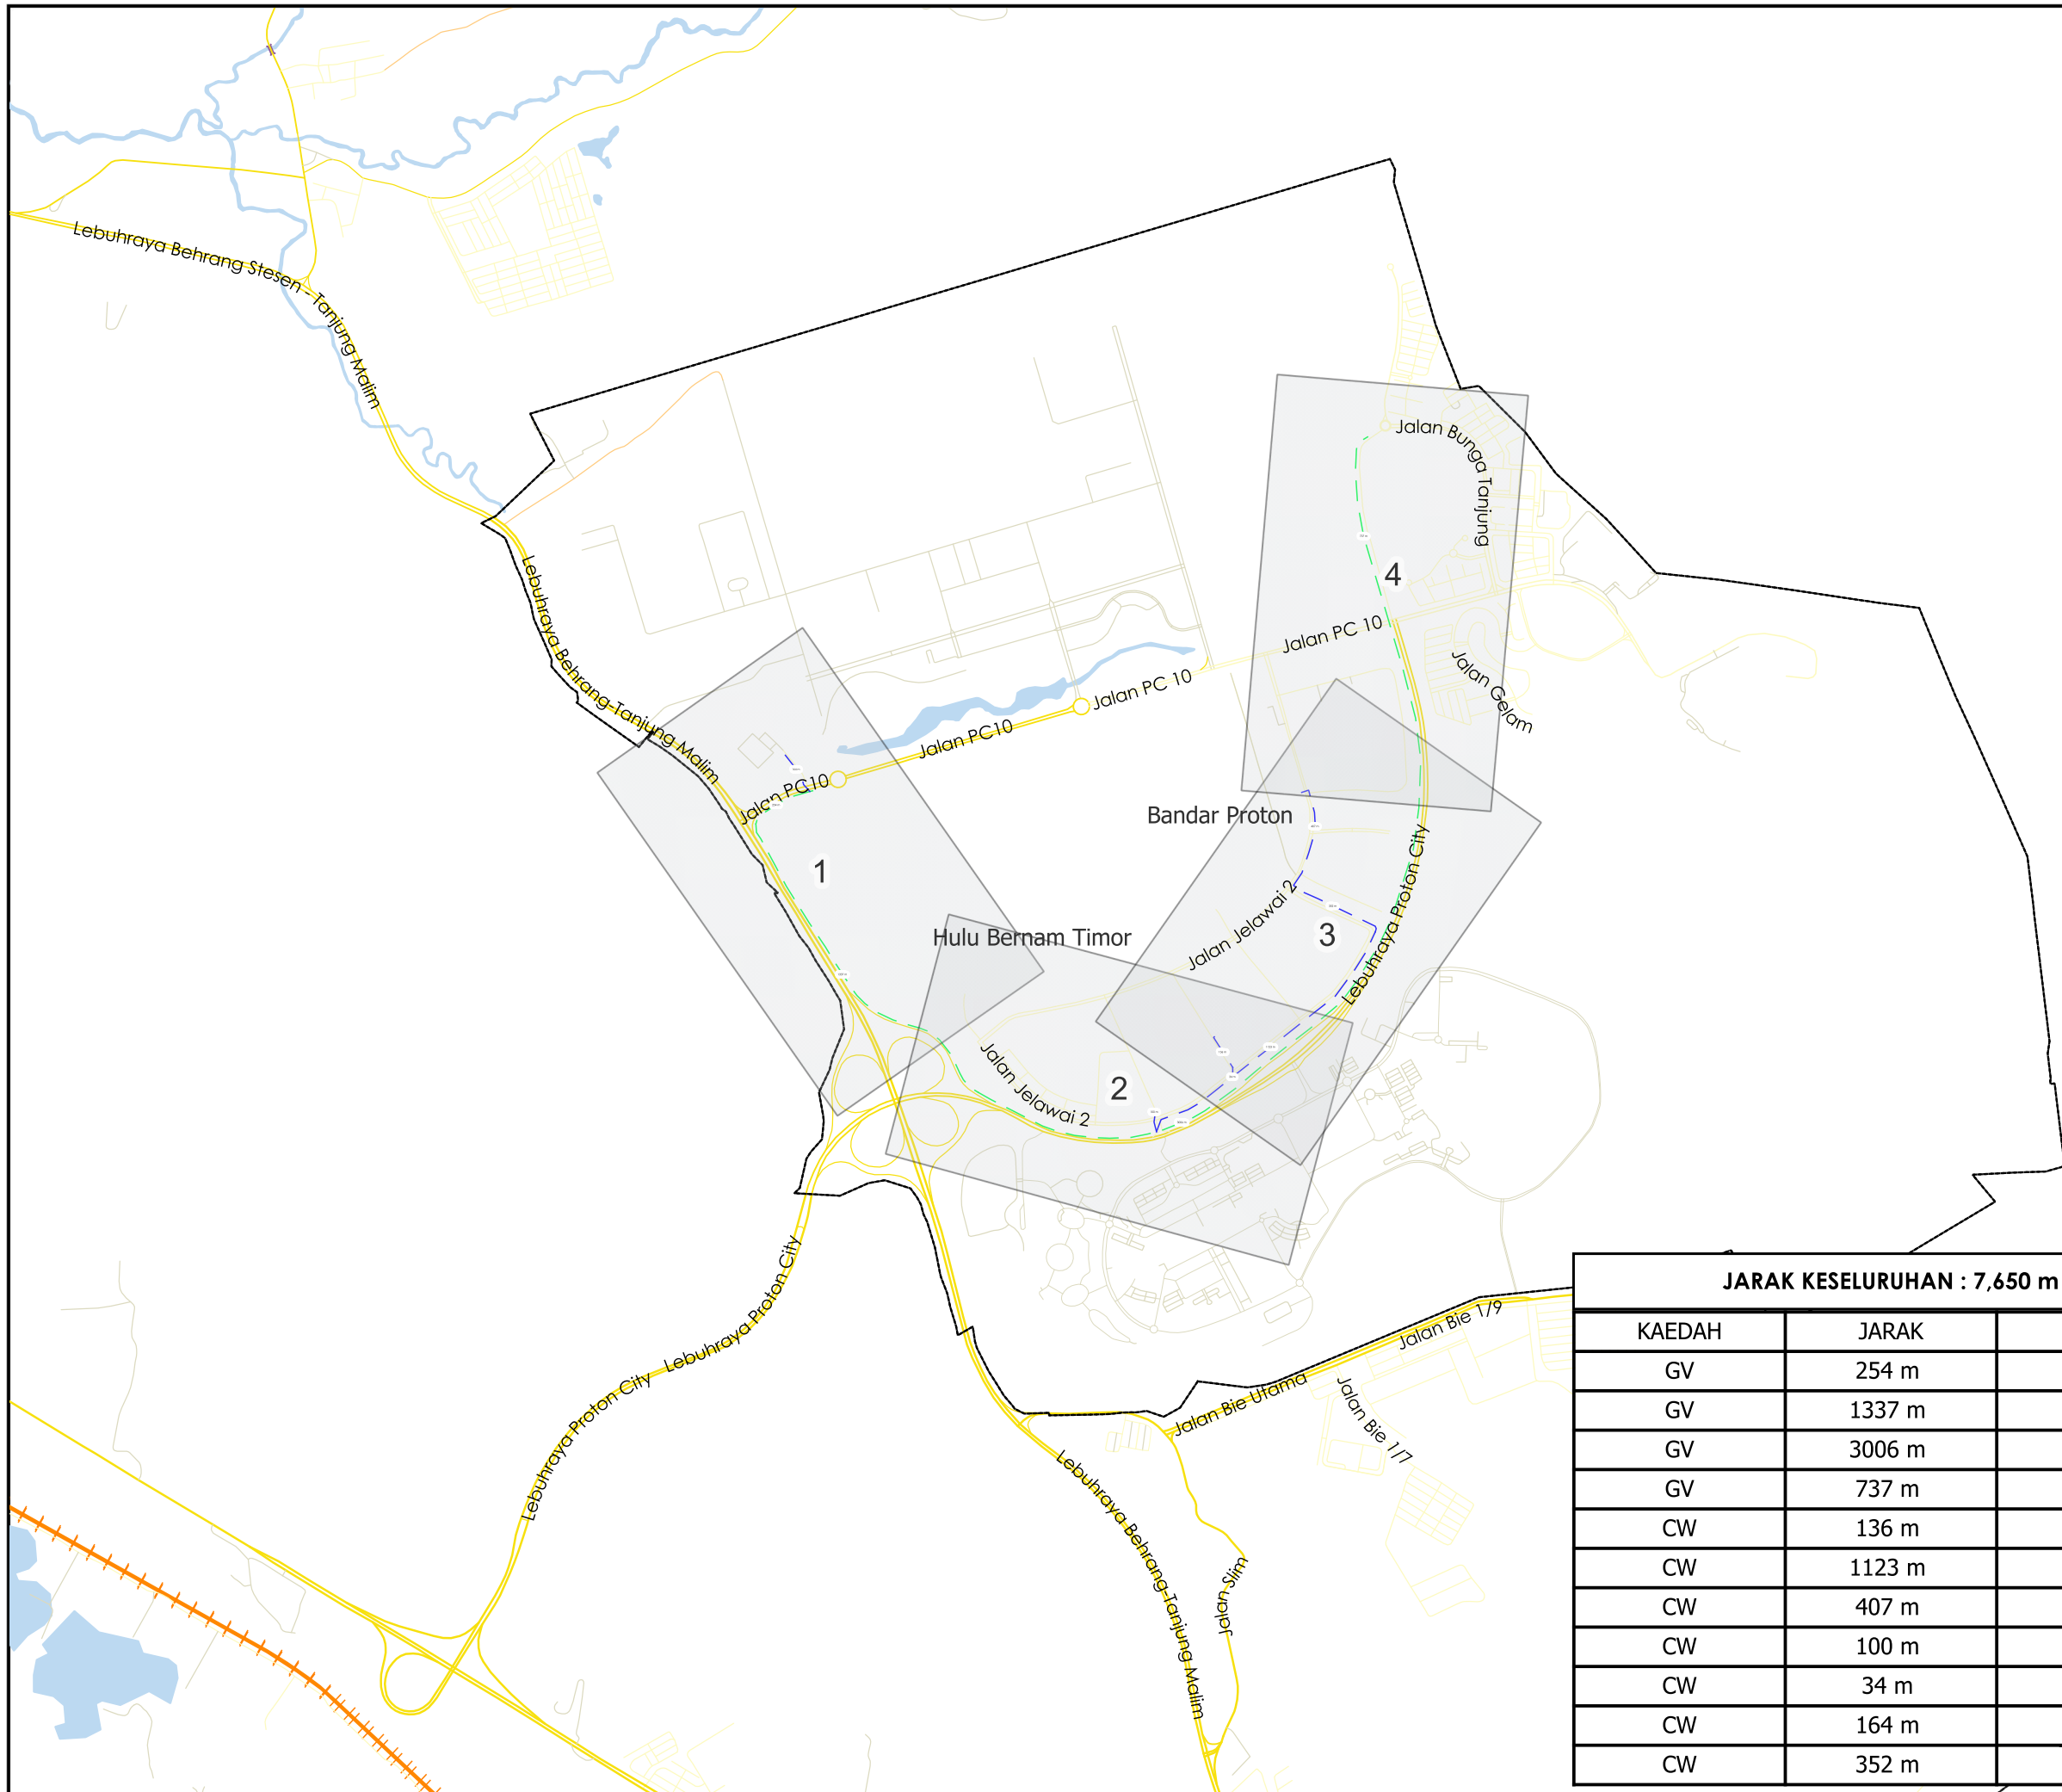 Lebuhraya Behrang Stesen - Tanjung Malim
Jalan Bunga Tanjung
4
Lebuhraya Behrang-Tanjung Malim
Jalan PC 10
Jalan Gelam
Jalan PC 10
Jalan PC10
Jalan PC10
Bandar Proton
1
Lebuhraya Proton City
Jalan Jelawai 2
3
Hulu Bernam Timor
Jalan Jelawai 2
2
Lebuhraya Proton City
Lebuhraya Proton City
Jalan Bie 1/9
Jalan Bie Utama
Jalan Bie 1/7
Lebuhraya Behrang-Tanjung Malim
Jalan Slim
JARAK KESELURUHAN : 7,650 m
KAEDAH JARAK
GV 254 m
GV 1337 m
GV 3006 m
GV 737 m
CW 136 m
CW 1123 m
CW 407 m
CW 100 m
CW 34 m
CW 164 m
CW 352 m